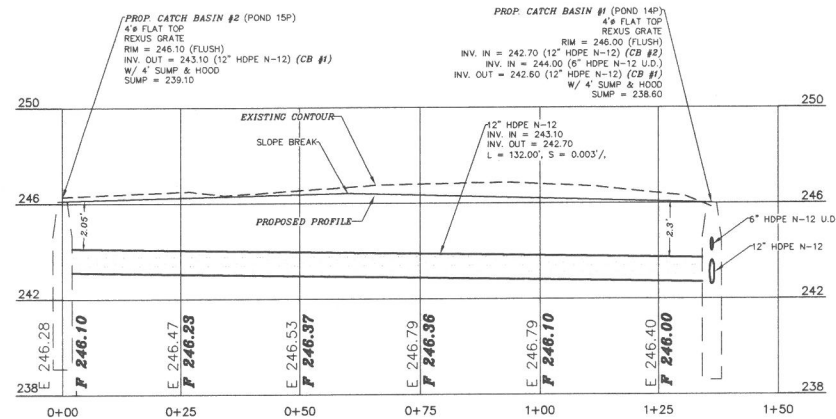 PROP. CATCH BASIN #2 (POND 15P)
4'ø FLAT TOP
REXUS GRATE
RIM = 246.10 (FLUSH)
INV. OUT = 243.10 (12" HDPE N-12) (CB #1)
W/ 4' SUMP & HOOD
SUMP = 239.10
PROP. CATCH BASIN #1 (POND 14P)
4'ø FLAT TOP
REXUS GRATE
RIM = 246.00 (FLUSH)
INV. IN = 242.70 (12" HDPE N-12) (CB #2)
INV. IN = 244.00 (6" HDPE N-12 U.D.)
INV. OUT = 242.60 (12" HDPE N-12) (CB #1)
W/ 4' SUMP & HOOD
SUMP = 238.60
250
250
EXISTING CONTOUR
SLOPE BREAK
12" HDPE N-12
INV. IN = 243.10
INV. OUT = 242.70
L = 132.00', S = 0.003'/,
246
246
PROPOSED PROFILE
2.05'
2.3'
6" HDPE N-12 U.D
12" HDPE N-12
242
242
E 246.28
F 246.10
E 246.47
F 246.23
E 246.53
F 246.37
E 246.79
F 246.36
E 246.79
F 246.10
E 246.40
F 246.00
238
238
0+00
0+25
0+50
0+75
1+00
1+25
1+50